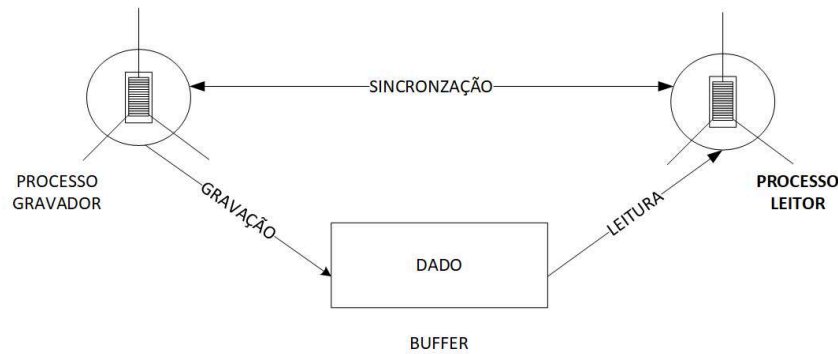 SINCRONZAÇÃO
PROCESSO
GRAVADOR
GRAVAÇÃO
LEITURA
PROCESSO
LEITOR
DADO
BUFFER